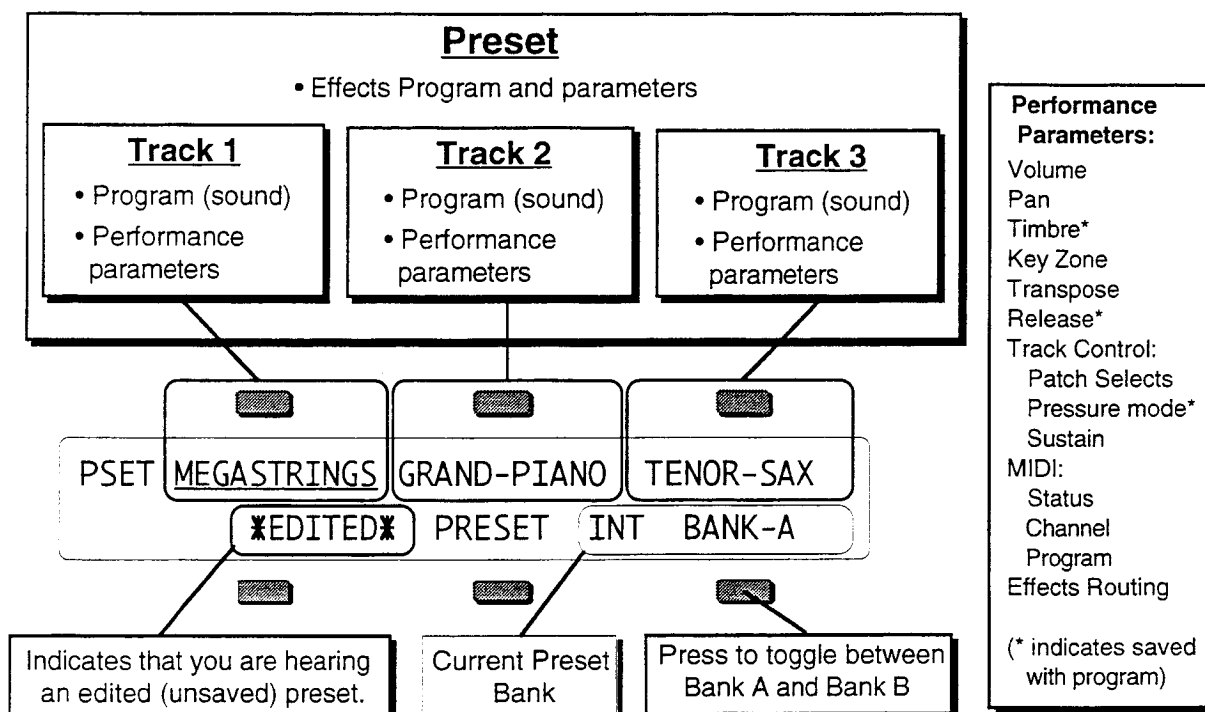 Preset
• Effects Program and parameters
Track 1
• Program (sound)
• Performance
parameters
Track 2
• Program (sound)
• Performance
parameters
Track 3
• Program (sound)
• Performance
parameters
PSET MEGASTRINGS GRAND-PIANO TENOR-SAX
*EDITED* PRESET INT BANK-A
Indicates that you are hearing
an edited (unsaved) preset.
Current Preset
Bank
Press to toggle between
Bank A and Bank B
Performance
Parameters:
Volume
Pan
Timbre*
Key Zone
Transpose
Release*
Track Control:
Patch Selects
Pressure mode*
Sustain
MIDI:
Status
Channel
Program
Effects Routing
(* indicates saved
with program)